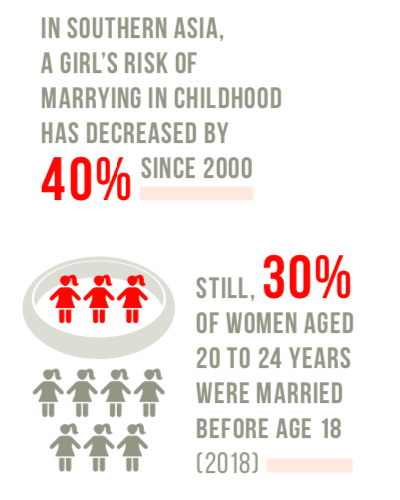 IN SOUTHERN ASIA,
A GIRL'S RISK OF
MARRYING IN CHILDHOOD
HAS DECREASED BY
40% SINCE 2000
STILL, 30%
OF WOMEN AGED
20 TO 24 YEARS
WERE MARRIED
BEFORE AGE 18
(2018)